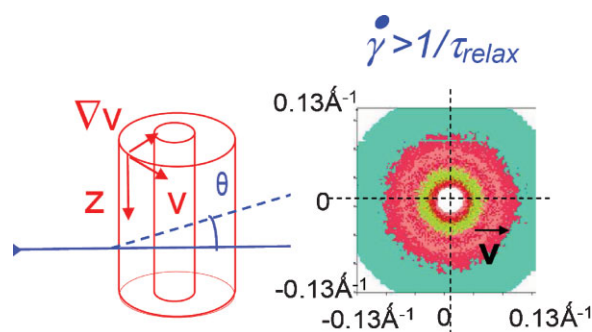 γ̇ > 1/τrelax
∇V
Z
V
θ
0.13Å⁻¹
0
-0.13Å⁻¹
V
-0.13Å⁻¹
0
0.13Å⁻¹